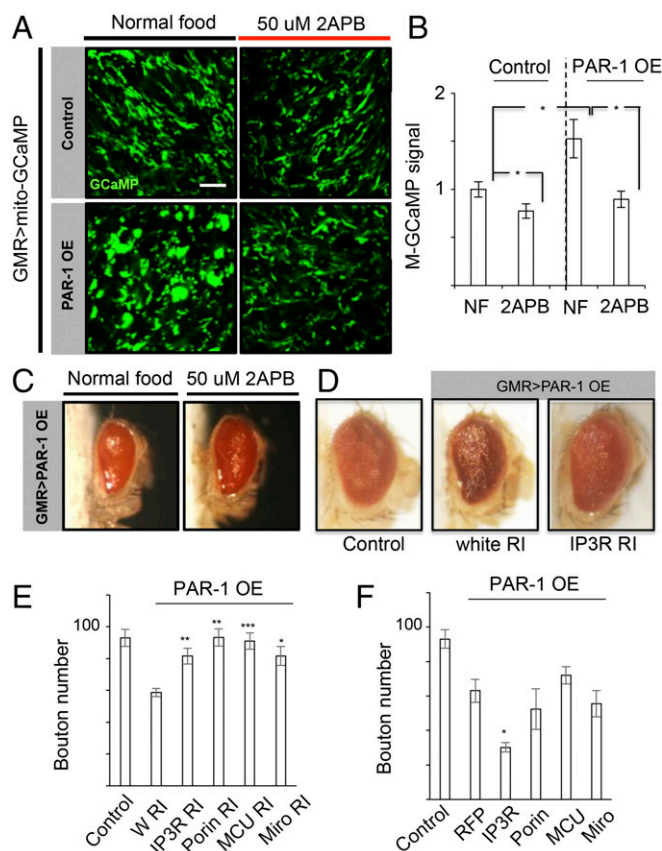 A
Normal food
50 uM 2APB
GMR>mito-GCaMP
Control
GCaMP
PAR-1 OE
B
Control
PAR-1 OE
M-GCaMP signal
2
1
0
*
*
*
NF
2APB
NF
2APB
C
Normal food
50 uM 2APB
GMR>PAR-1 OE
D
GMR>PAR-1 OE
Control
white RI
IP3R RI
E
PAR-1 OE
Bouton number
100
**
**
***
*
Control
W RI
IP3R RI
Porin RI
MCU RI
Miro RI
F
PAR-1 OE
Bouton number
100
*
Control
RFP
IP3R
Porin
MCU
Miro